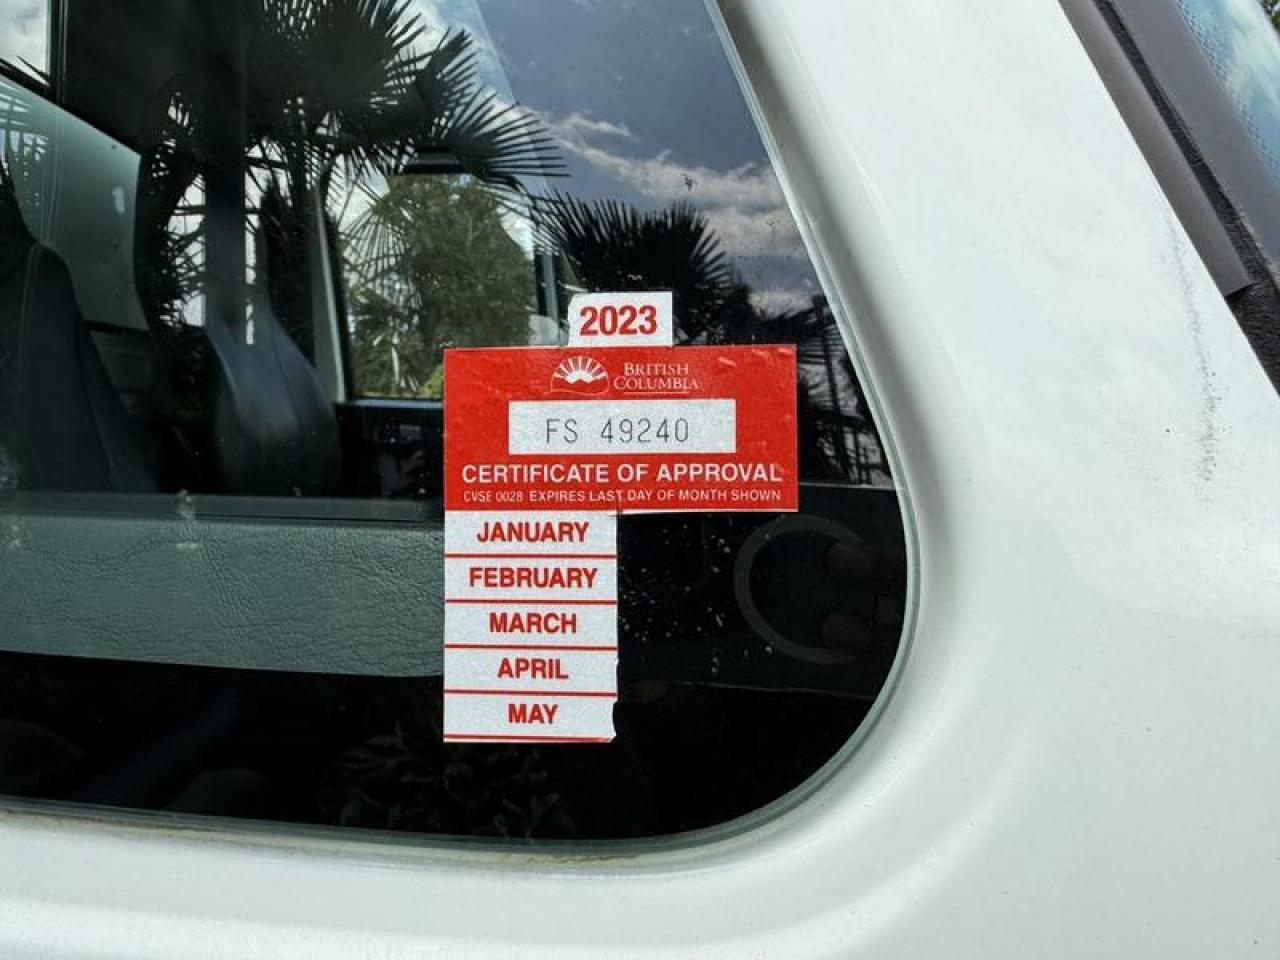 2023
BRITISH
COLUMBIA
FS 49240
CERTIFICATE OF APPROVAL
CVSE 0028 EXPIRES LAST DAY OF MONTH SHOWN
JANUARY
FEBRUARY
MARCH
APRIL
MAY